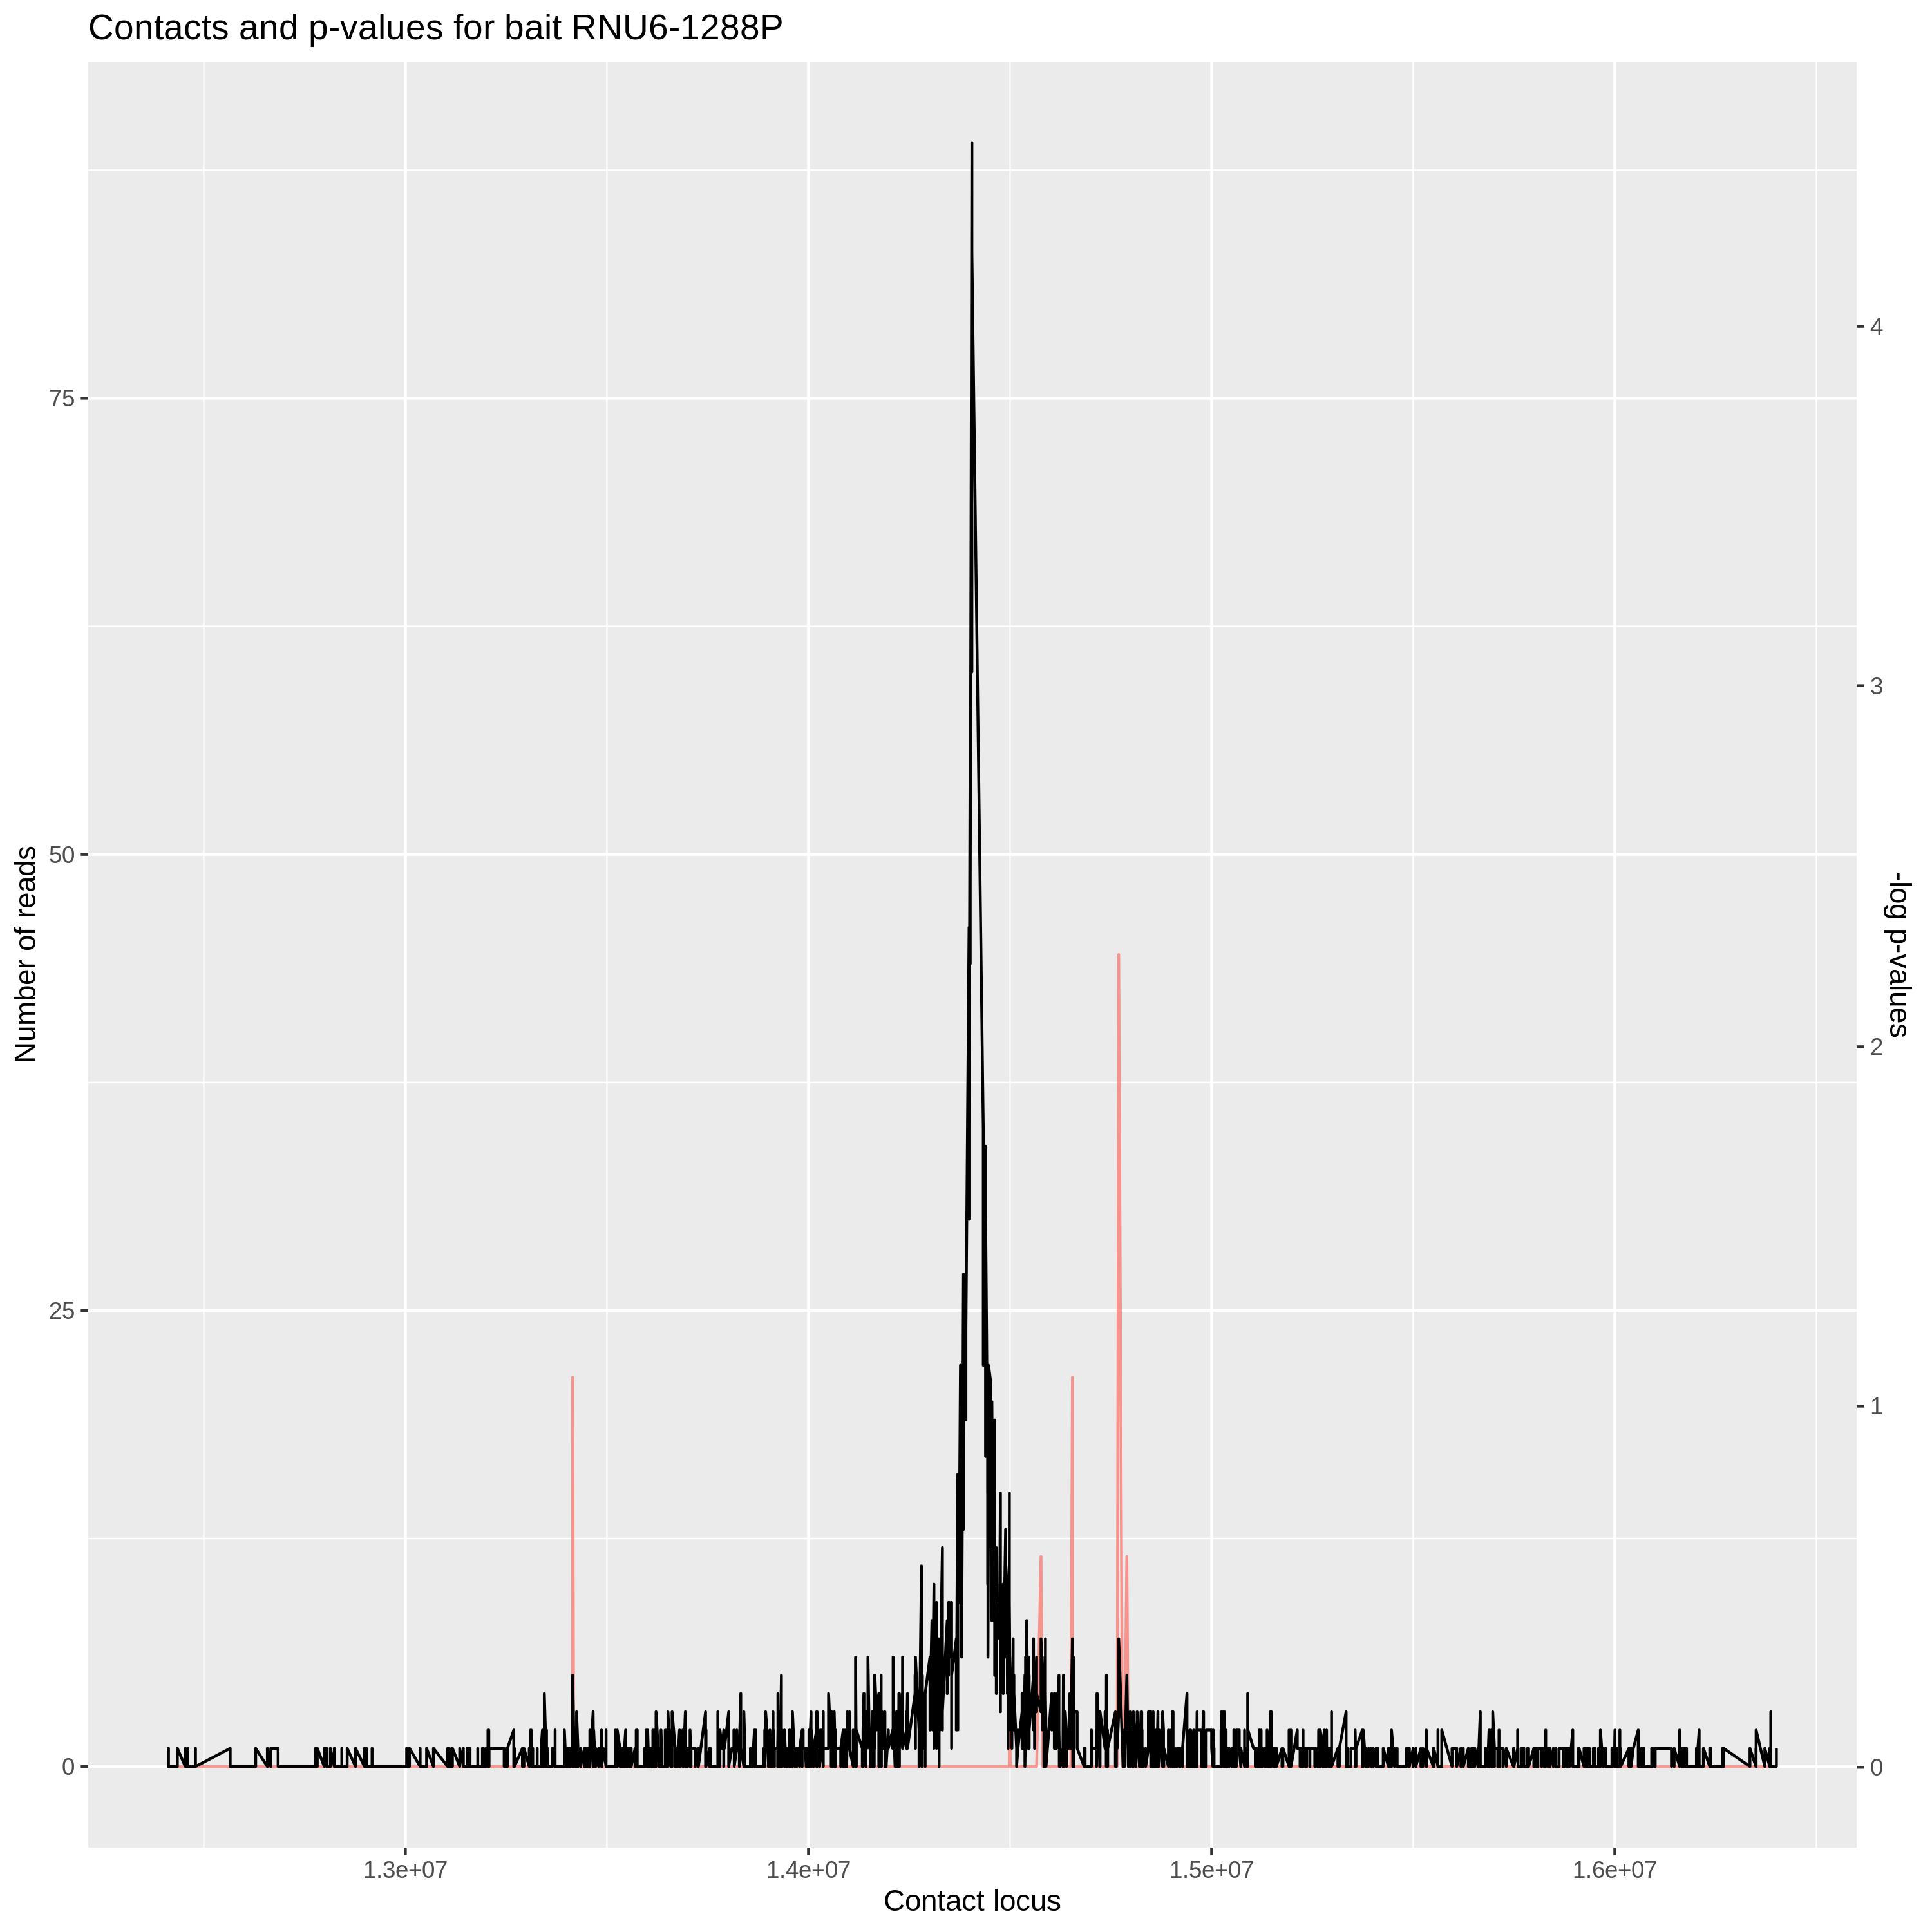 Contacts and p-values for bait RNU6-1288P
75
50
25
0
4
3
2
1
0
Number of reads
-log p-values
1.3e+07
1.4e+07
1.5e+07
1.6e+07
Contact locus